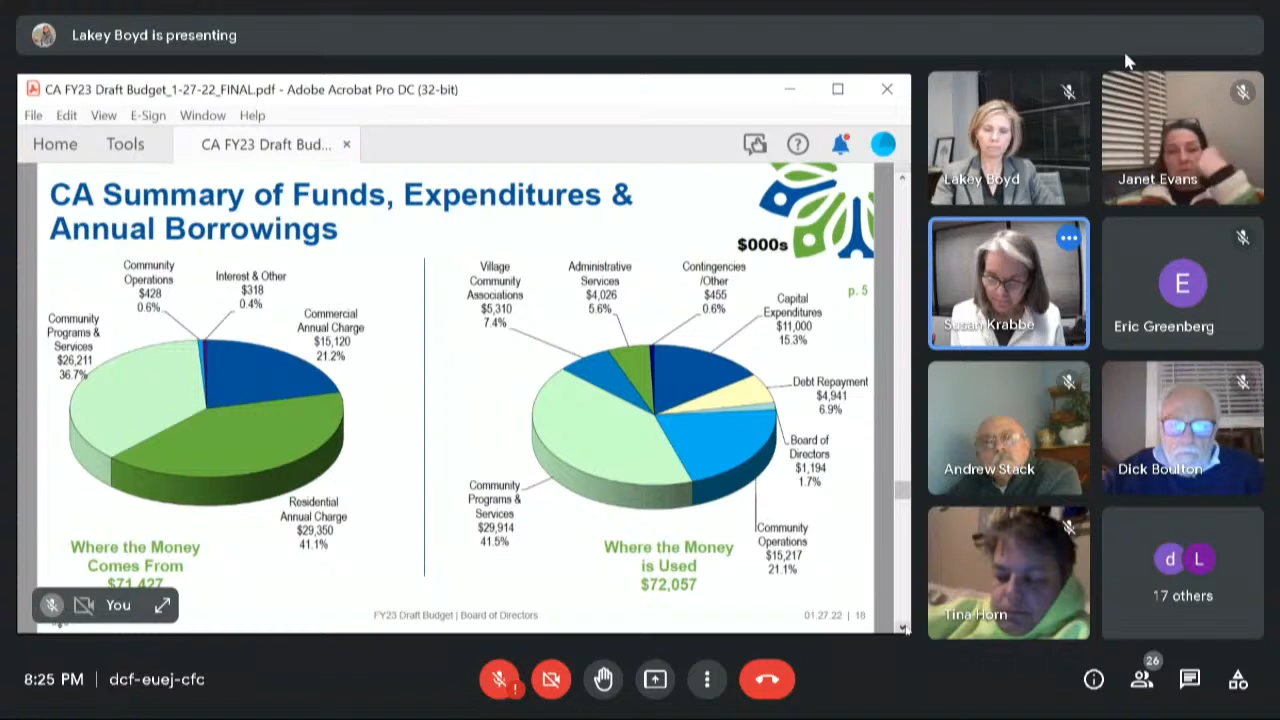 Lakey Boyd is presenting
CA FY23 Draft Budget_1-27-22_FINAL.pdf - Adobe Acrobat Pro DC (32-bit)
File Edit View E-Sign Window Help
Home Tools CA FY23 Draft Bud...
CA Summary of Funds, Expenditures &
Annual Borrowings
$000s
p. 5
Community
Operations
$428
0.6%
Interest & Other
$318
0.4%
Community
Programs &
Services
$26,211
36.7%
Commercial
Annual Charge
$15,120
21.2%
Residential
Annual Charge
$29,350
41.1%
Where the Money
Comes From
$71,427
Village
Community
Associations
$5,310
7.4%
Administrative
Services
$4,026
5.6%
Contingencies
/Other
$455
0.6%
Capital
Expenditures
$11,000
15.3%
Debt Repayment
$4,941
6.9%
Board of
Directors
$1,194
1.7%
Community
Operations
$15,217
21.1%
Community
Programs &
Services
$29,914
41.5%
Where the Money
is Used
$72,057
FY23 Draft Budget | Board of Directors
01.27.22 | 18
You
Lakey Boyd
Janet Evans
Susan Krabbe
E
Eric Greenberg
Andrew Stack
Dick Boulton
Tina Horn
d L
17 others
8:25 PM | dcf-euej-cfc
26